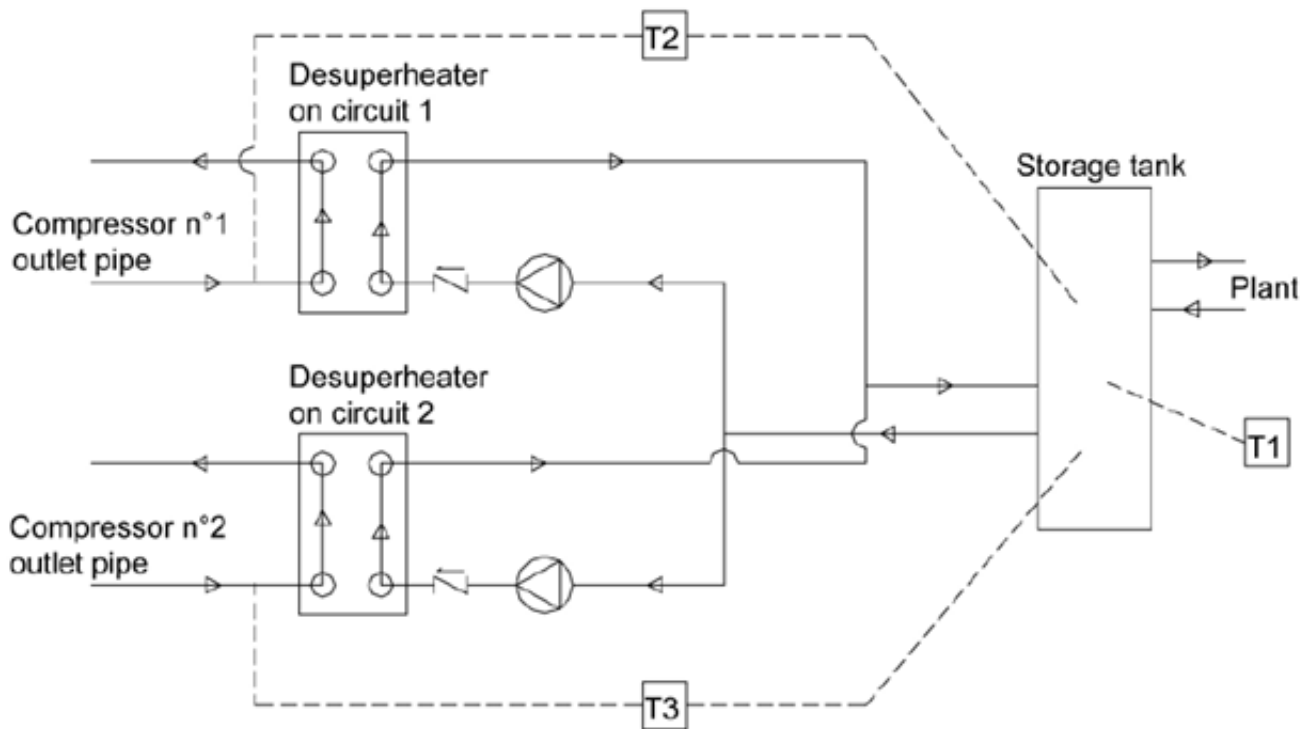 T2
Desuperheater
on circuit 1
Storage tank
Compressor n°1
outlet pipe
Plant
Desuperheater
on circuit 2
T1
Compressor n°2
outlet pipe
T3